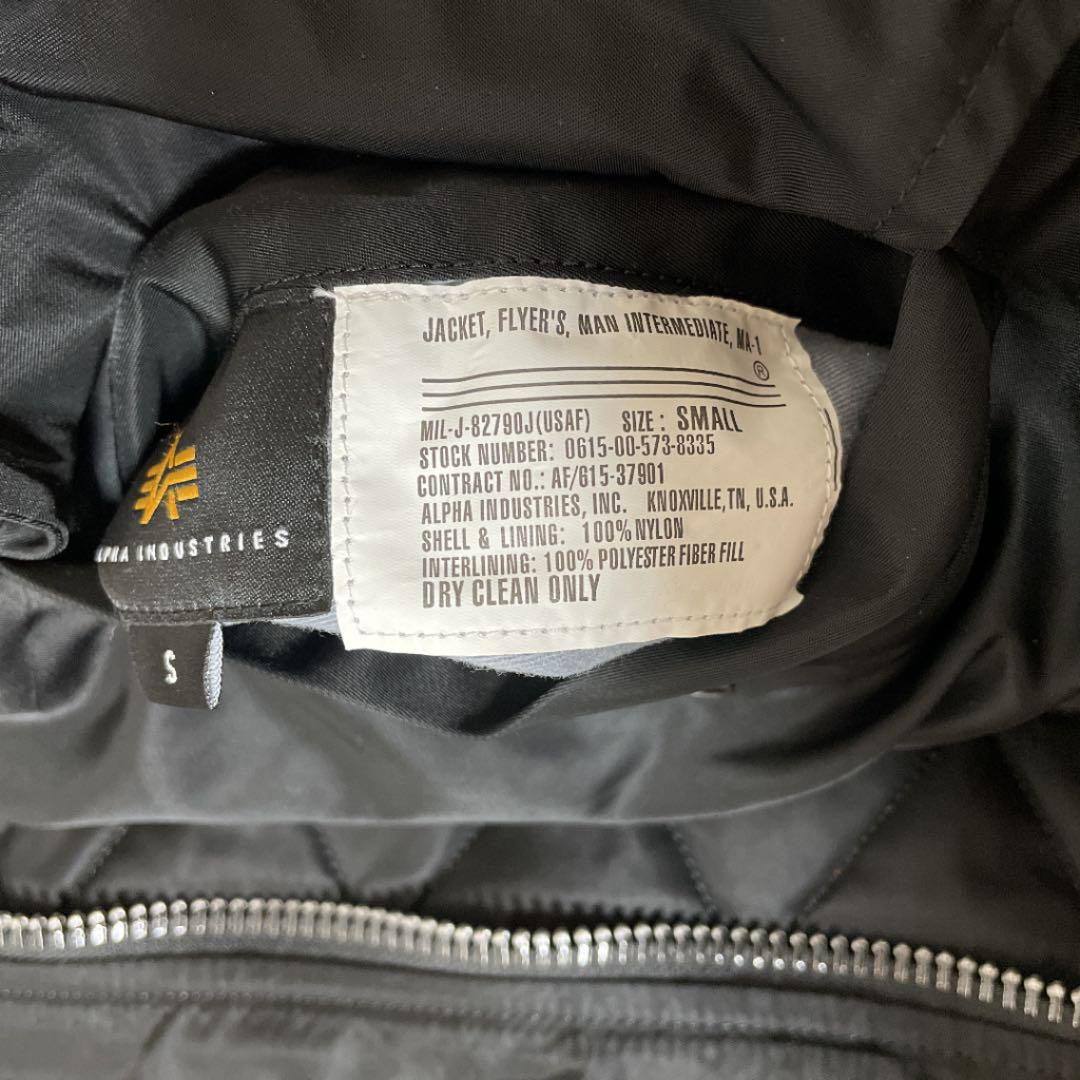 JACKET, FLYER'S, MAN INTERMEDIATE, MA-1
®
MIL-J-82790J(USAF) SIZE: SMALL
STOCK NUMBER: 0615-00-573-8335
CONTRACT NO.: AF/615-37901
ALPHA INDUSTRIES, INC. KNOXVILLE,TN, U.S.A.
SHELL & LINING: 100% NYLON
INTERLINING: 100% POLYESTER FIBER FILL
DRY CLEAN ONLY
ALPHA INDUSTRIES
S